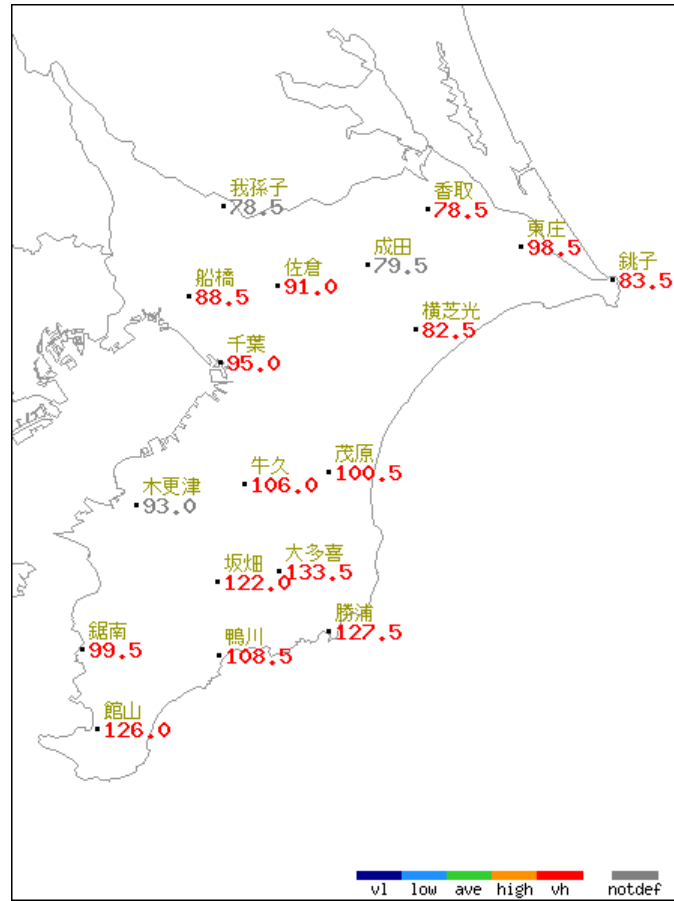 我孫子
78.5
香取
78.5
東庄
98.5
成田
79.5
銚子
83.5
佐倉
91.0
船橋
88.5
横芝光
82.5
千葉
95.0
茂原
100.5
牛久
106.0
木更津
93.0
大多喜
133.5
坂畑
122.0
勝浦
127.5
鋸南
99.5
鴨川
108.5
館山
126.0
vl low ave high vh notdef